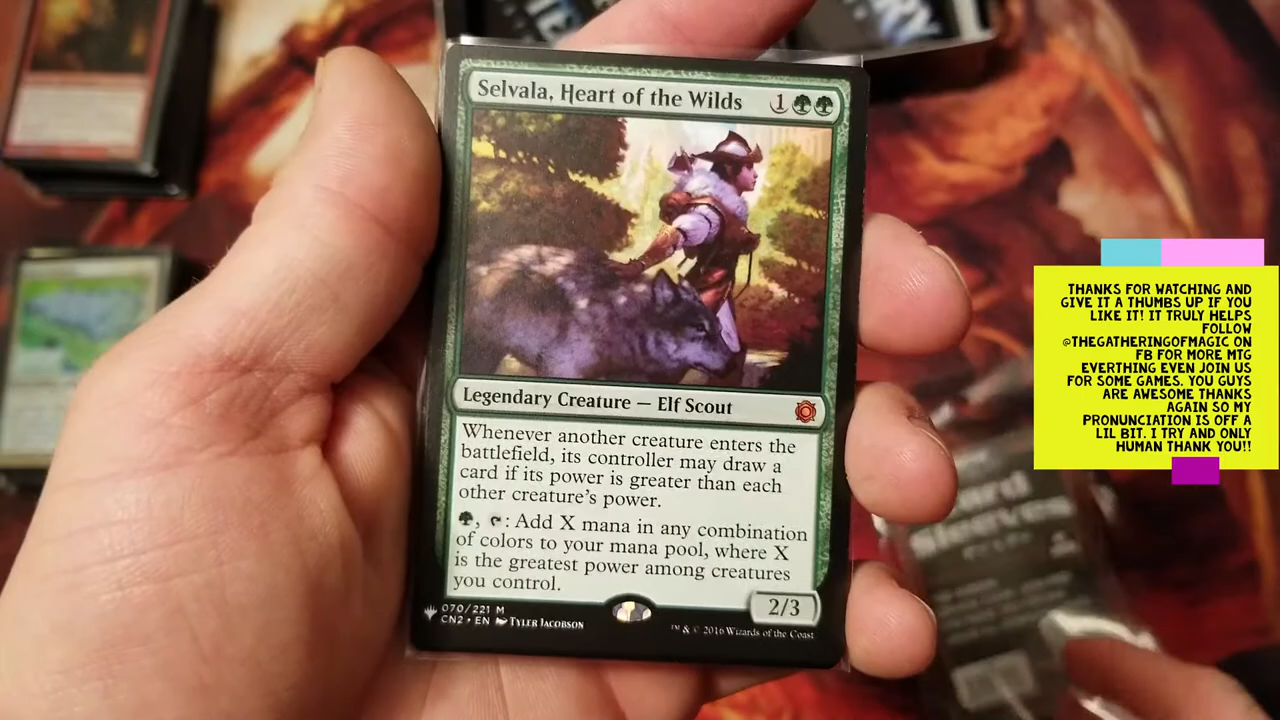 Selvala, Heart of the Wilds 1
Legendary Creature — Elf Scout
Whenever another creature enters the
battlefield, its controller may draw a
card if its power is greater than each
other creature's power.
, : Add X mana in any combination
of colors to your mana pool, where X
is the greatest power among creatures
you control.
2/3
070/221 M
CN2 • EN TYLER JACOBSON
™ & © 2016 Wizards of the Coast
THANKS FOR WATCHING AND
GIVE IT A THUMBS UP IF YOU
LIKE IT! IT TRULY HELPS
FOLLOW
@THEGATHERINGOFMAGIC ON
FB FOR MORE MTG
EVERTHING EVEN JOIN US
FOR SOME GAMES. YOU GUYS
ARE AWESOME THANKS
AGAIN SO MY
PRONUNCIATION IS OFF A
LIL BIT. I TRY AND ONLY
HUMAN THANK YOU!!
Sleeves